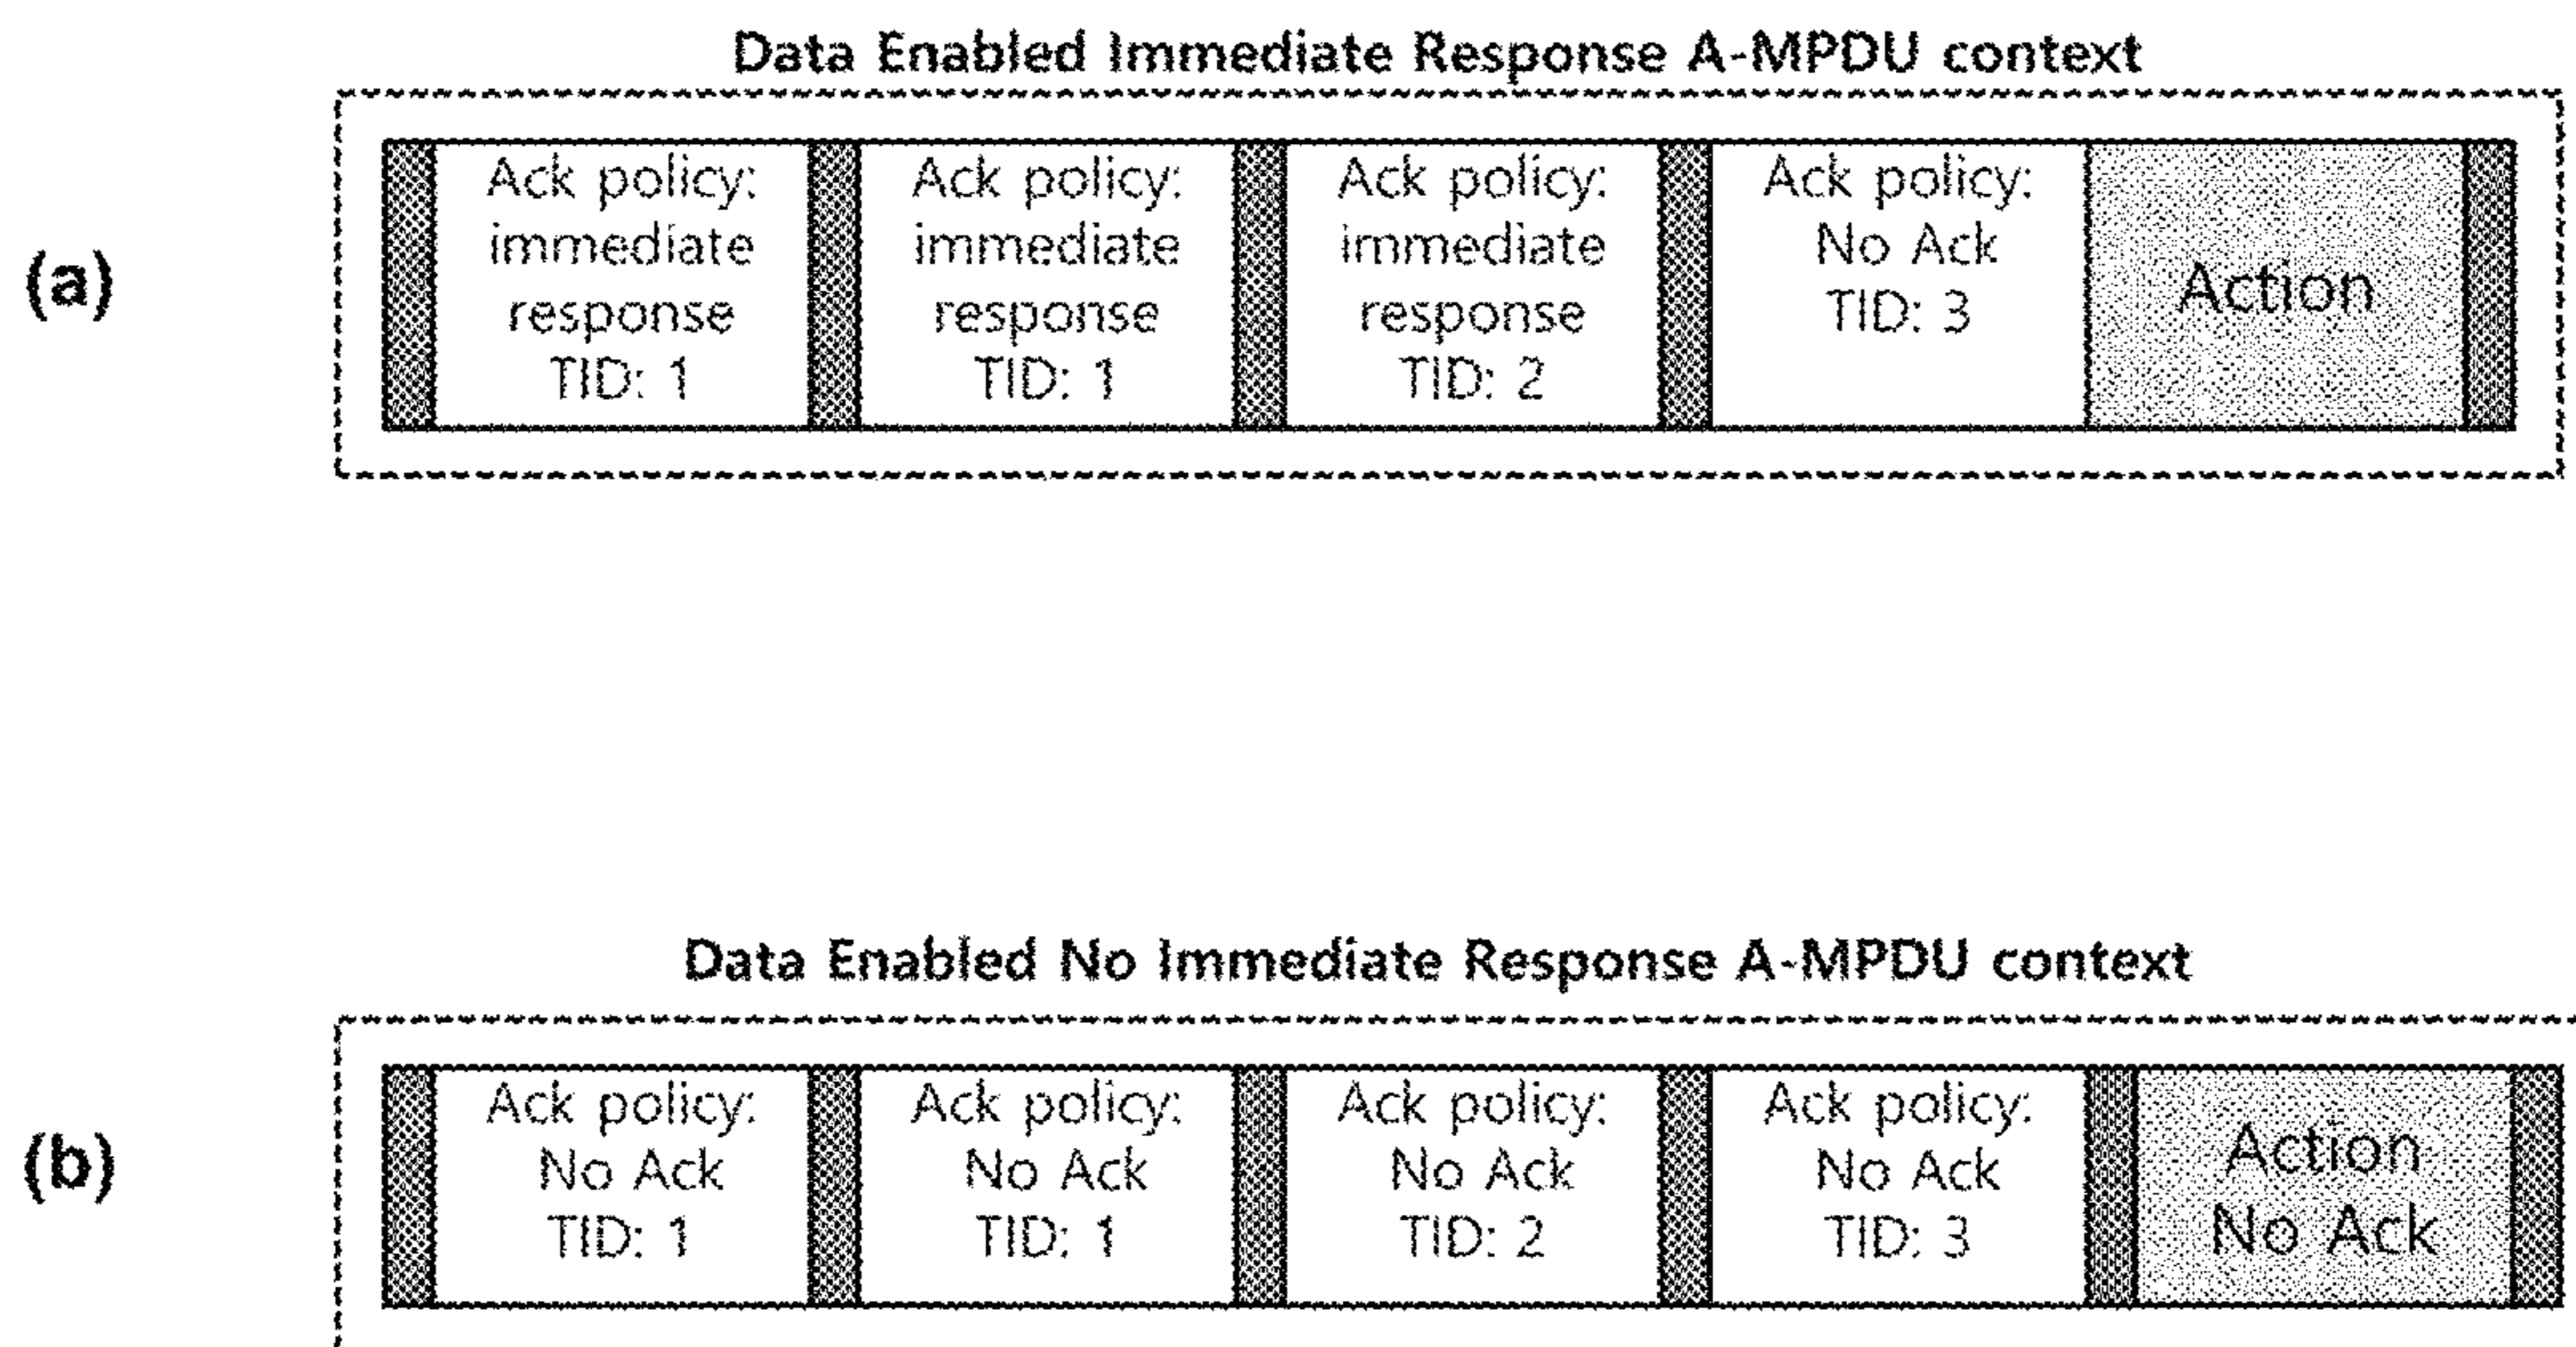 Data Enabled Immediate Response A-MPDU context
(a)
Ack policy:
immediate
response
TID: 1
Ack policy:
immediate
response
TID: 1
Ack policy:
immediate
response
TID: 2
Ack policy:
No Ack
TID: 3
Action
Data Enabled No Immediate Response A-MPDU context
(b)
Ack policy:
No Ack
TID: 1
Ack policy:
No Ack
TID: 1
Ack policy:
No Ack
TID: 2
Ack policy:
No Ack
TID: 3
Action
No Ack